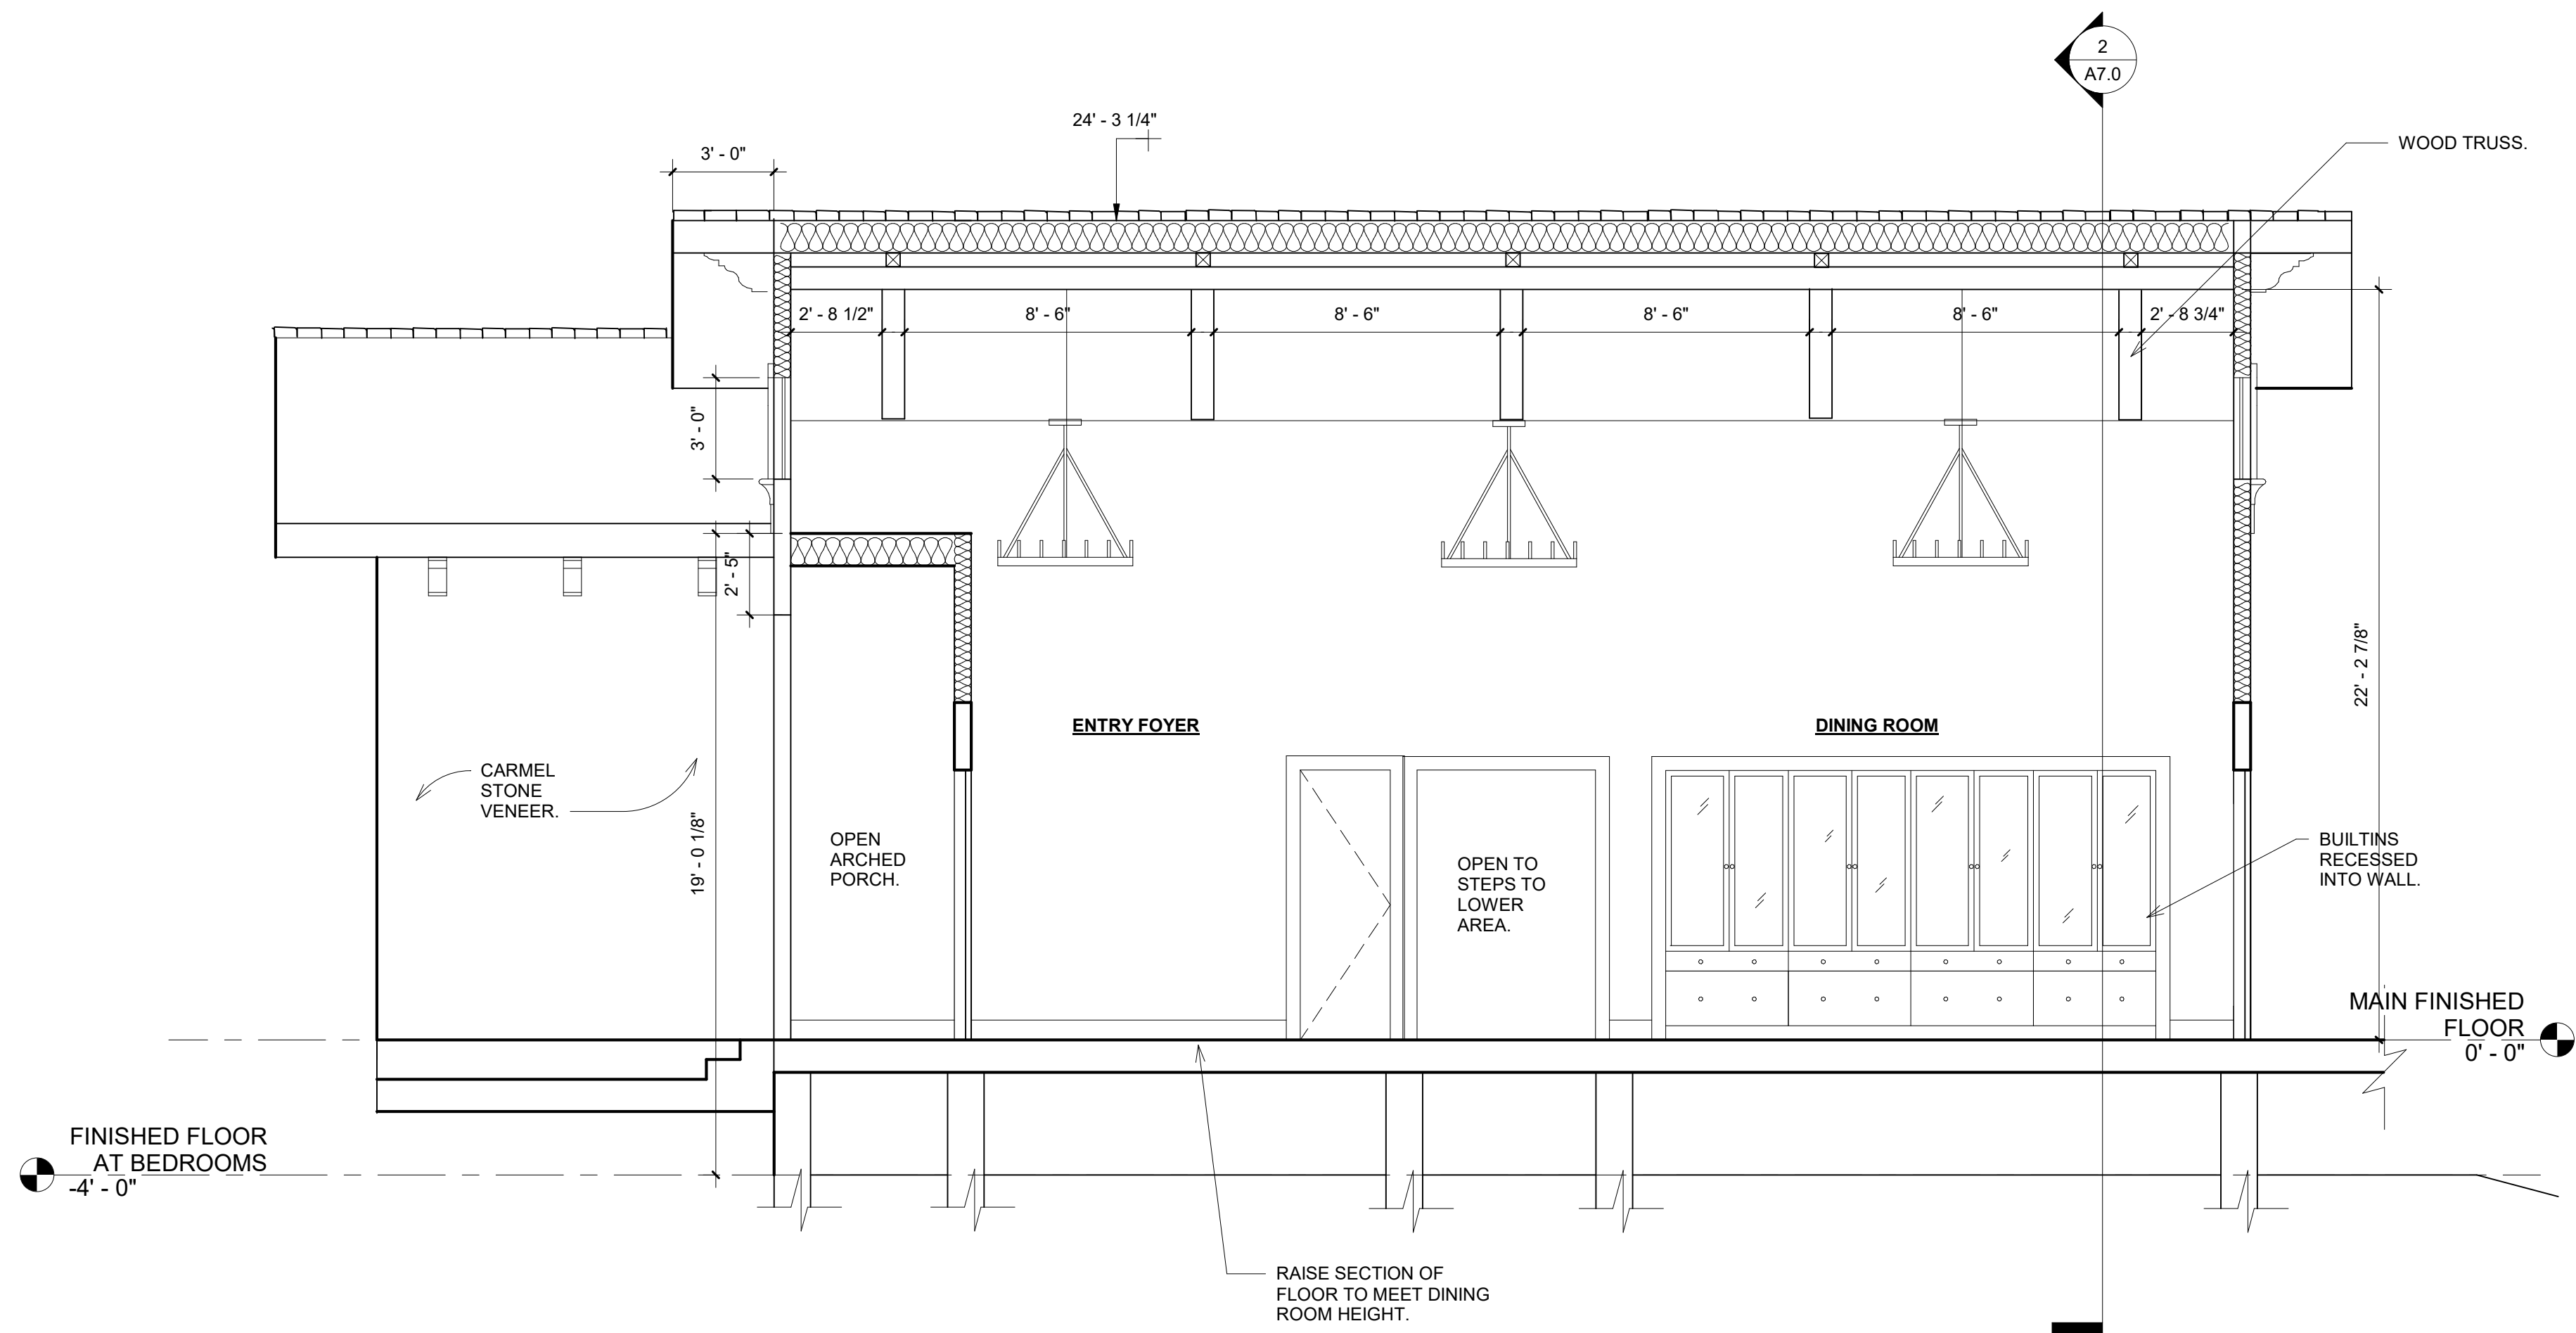 2
A7.0
24' - 3 1/4"
3' - 0"
WOOD TRUSS.
2' - 8 1/2"
8' - 6"
8' - 6"
8' - 6"
8' - 6"
2' - 8 3/4"
3' - 0"
2' - 5"
22' - 2 7/8"
ENTRY FOYER
DINING ROOM
CARMEL
STONE
VENEER.
19' - 0 1/8"
OPEN
ARCHED
PORCH.
OPEN TO
STEPS TO
LOWER
AREA.
BUILTINS
RECESSED
INTO WALL.
MAIN FINISHED
FLOOR
0' - 0"
FINISHED FLOOR
AT BEDROOMS
-4' - 0"
RAISE SECTION OF
FLOOR TO MEET DINING
ROOM HEIGHT.